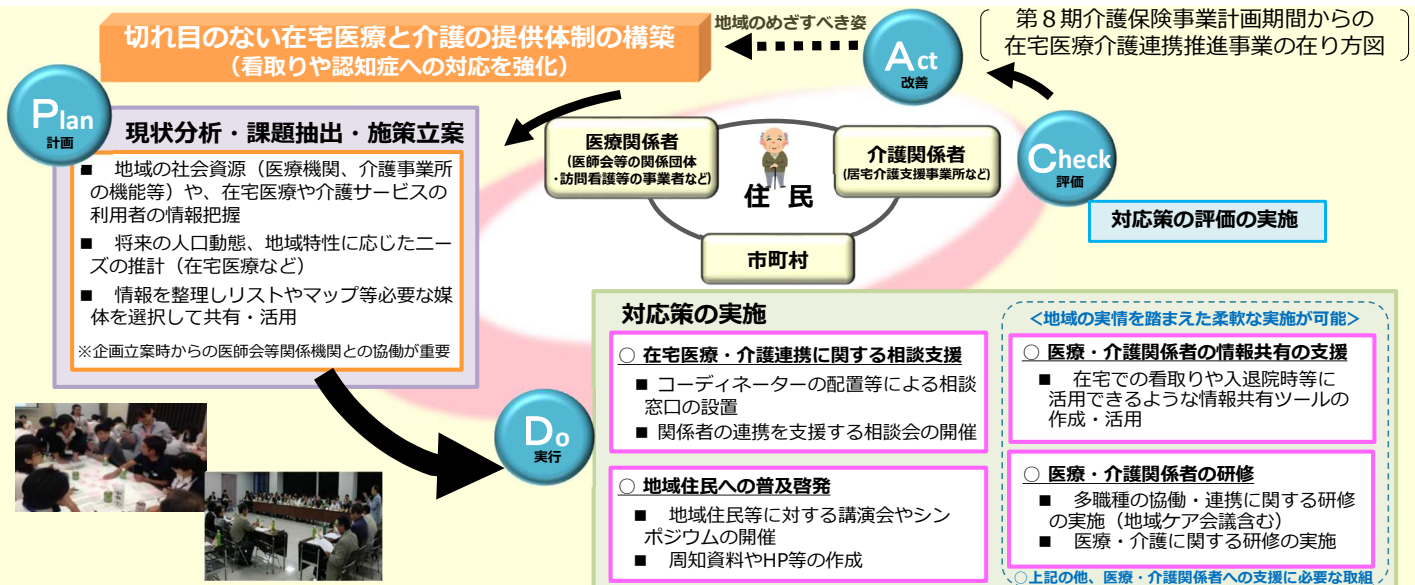 切れ目のない在宅医療と介護の提供体制の構築
（看取りや認知症への対応を強化）
地域のめざすべき姿
Act
改善
第８期介護保険事業計画期間からの
在宅医療介護連携推進事業の在り方図
Plan
計画
現状分析・課題抽出・施策立案
■ 地域の社会資源（医療機関、介護事業所
の機能等）や、在宅医療や介護サービスの
利用者の情報把握
■ 将来の人口動態、地域特性に応じたニー
ズの推計（在宅医療など）
■ 情報を整理しリストやマップ等必要な媒
体を選択して共有・活用
※企画立案時からの医師会等関係機関との協働が重要
医療関係者
（医師会等の関係団体
・訪問看護等の事業者など）
介護関係者
（居宅介護支援事業所など）
住 民
市町村
Check
評価
対応策の評価の実施
Do
実行
対応策の実施
○ 在宅医療・介護連携に関する相談支援
■ コーディネーターの配置等による相談
窓口の設置
■ 関係者の連携を支援する相談会の開催
○ 地域住民への普及啓発
■ 地域住民等に対する講演会やシン
ポジウムの開催
■ 周知資料やHP等の作成
＜地域の実情を踏まえた柔軟な実施が可能＞
○ 医療・介護関係者の情報共有の支援
■ 在宅での看取りや入退院時等に
活用できるような情報共有ツールの
作成・活用
○ 医療・介護関係者の研修
■ 多職種の協働・連携に関する研修
の実施（地域ケア会議含む）
■ 医療・介護に関する研修の実施
○上記の他、医療・介護関係者への支援に必要な取組